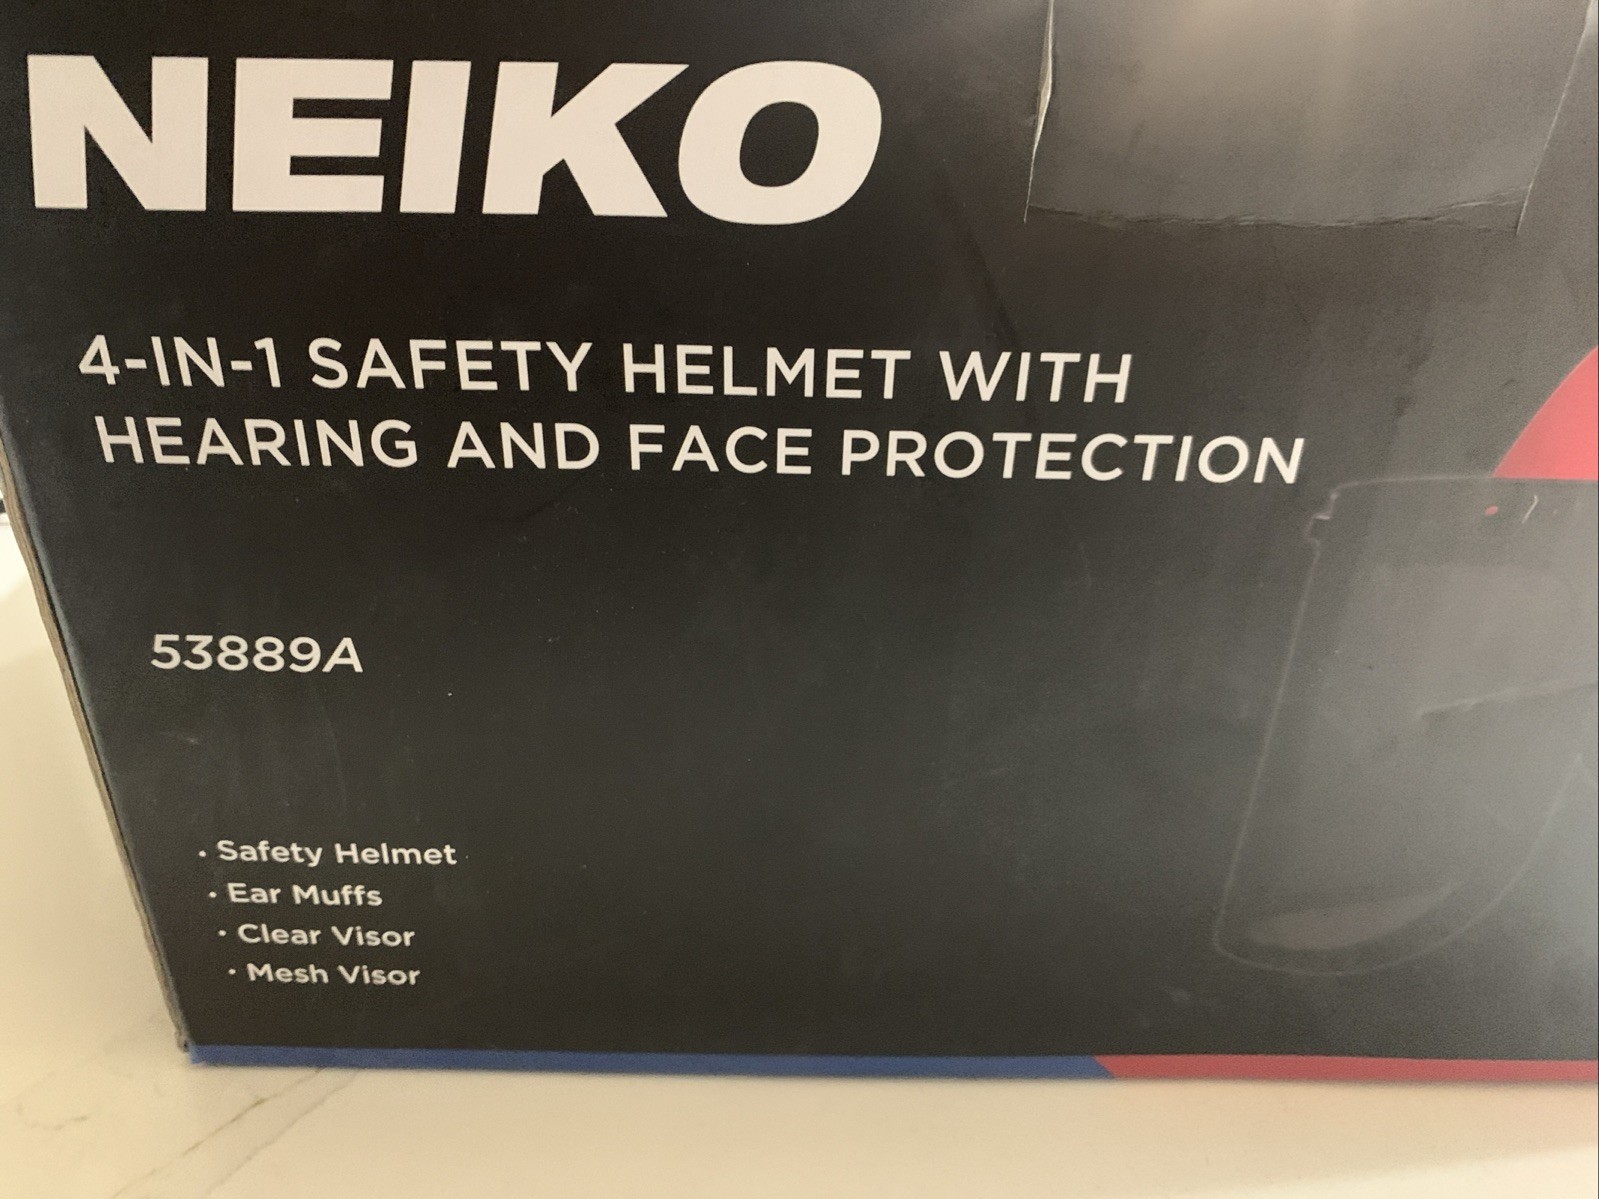 NEIKO
4-IN-1 SAFETY HELMET WITH
HEARING AND FACE PROTECTION
53889A
· Safety Helmet
· Ear Muffs
· Clear Visor
· Mesh Visor